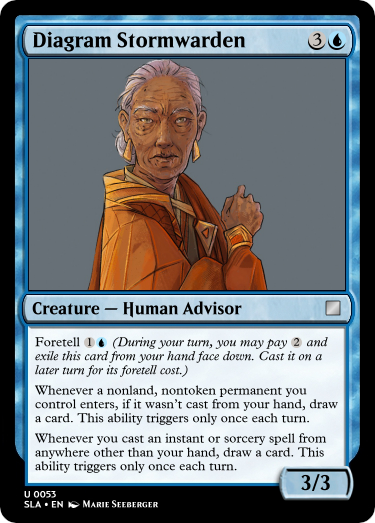 Diagram Stormwarden 3
Creature — Human Advisor
Foretell 1 (During your turn, you may pay 2 and
exile this card from your hand face down. Cast it on a
later turn for its foretell cost.)
Whenever a nonland, nontoken permanent you
control enters, if it wasn't cast from your hand, draw
a card. This ability triggers only once each turn.
Whenever you cast an instant or sorcery spell from
anywhere other than your hand, draw a card. This
ability triggers only once each turn.
3/3
U 0053
SLA • EN Marie Seeberger